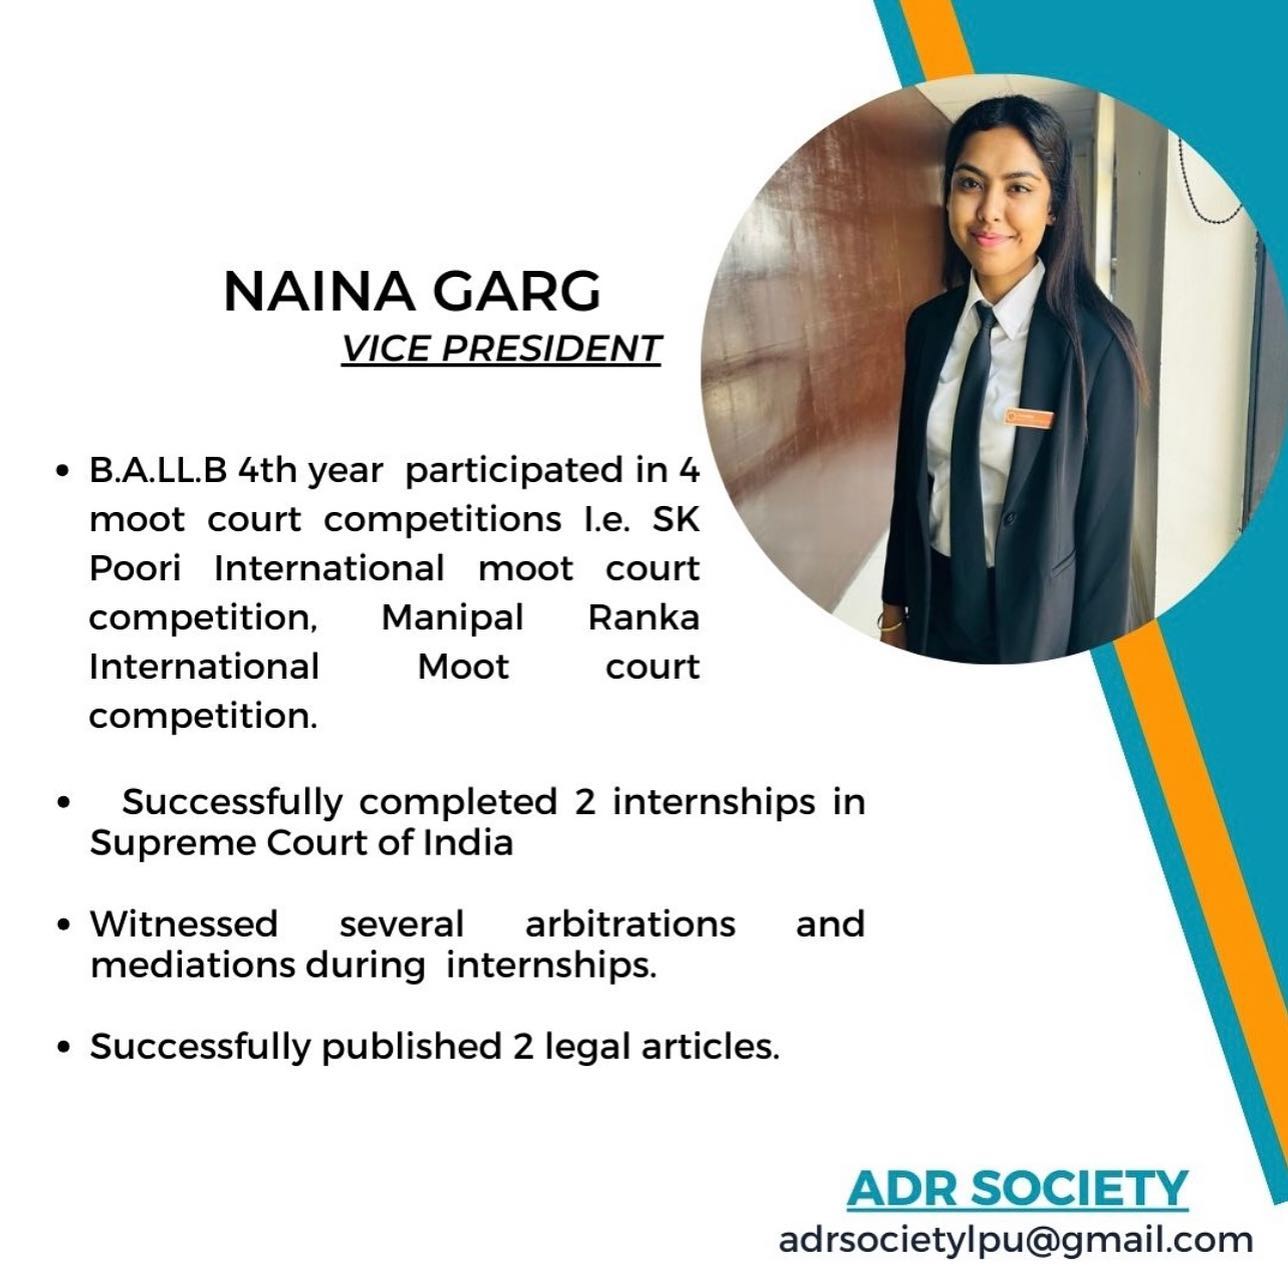 NAINA GARG
VICE PRESIDENT
• B.A.LL.B 4th year participated in 4
moot court competitions I.e. SK
Poori International moot court
competition, Manipal Ranka
International Moot court
competition.
• Successfully completed 2 internships in
Supreme Court of India
• Witnessed several arbitrations and
mediations during internships.
• Successfully published 2 legal articles.
ADR SOCIETY
adrsocietylpu@gmail.com